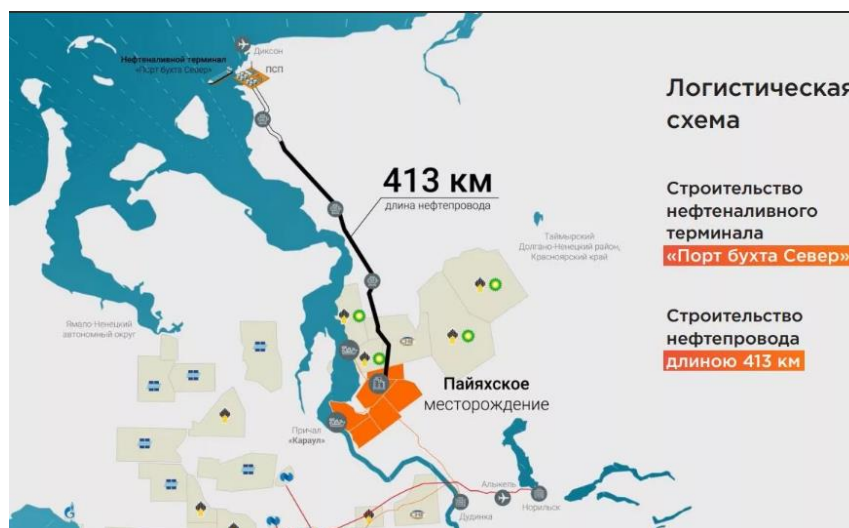 Диксон
Нефтеналивной терминал
«Порт бухта Север»
ПСП
413 км
длина нефтепровода
Таймырский
Долгано-Ненецкий район,
Красноярский край
Ямало-Ненецкий
автономный округ
Пайяхское
месторождение
Причал
«Караул»
Алыкель
Дудинка
Норильск
Логистическая
схема
Строительство
нефтеналивного
терминала
«Порт бухта Север»
Строительство
нефтепровода
длиною 413 км